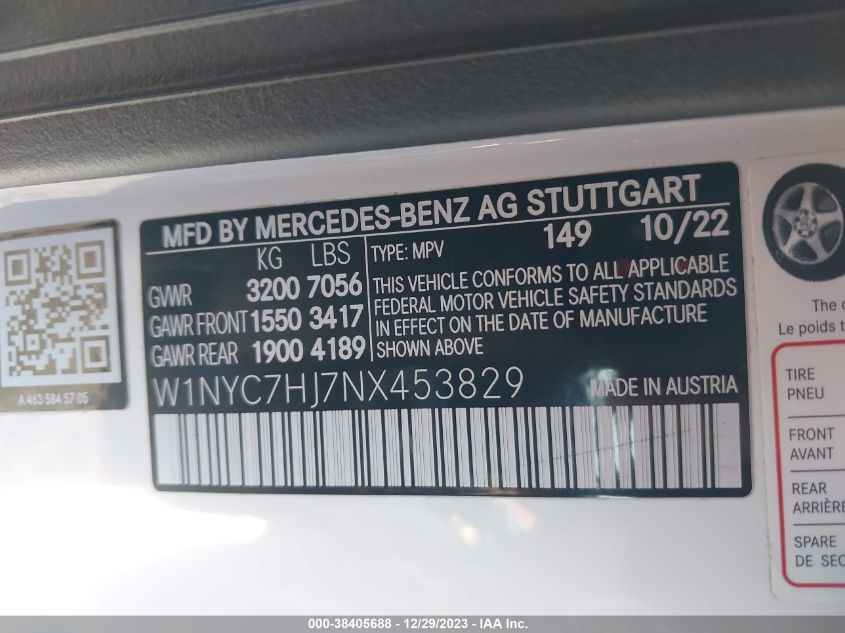 MFD BY MERCEDES-BENZ AG STUTTGART
KG LBS TYPE: MPV 149 10/22
GVWR 3200 7056
GAWR FRONT 1550 3417
GAWR REAR 1900 4189
THIS VEHICLE CONFORMS TO ALL APPLICABLE
FEDERAL MOTOR VEHICLE SAFETY STANDARDS
IN EFFECT ON THE DATE OF MANUFACTURE
SHOWN ABOVE
W1NYC7HJ7NX453829 MADE IN AUSTRIA
A 463 584 57 05
The
Le poids
TIRE
PNEU
FRONT
AVANT
REAR
ARRIÈRE
SPARE
DE
000-38405688 - 12/29/2023 - IAA Inc.